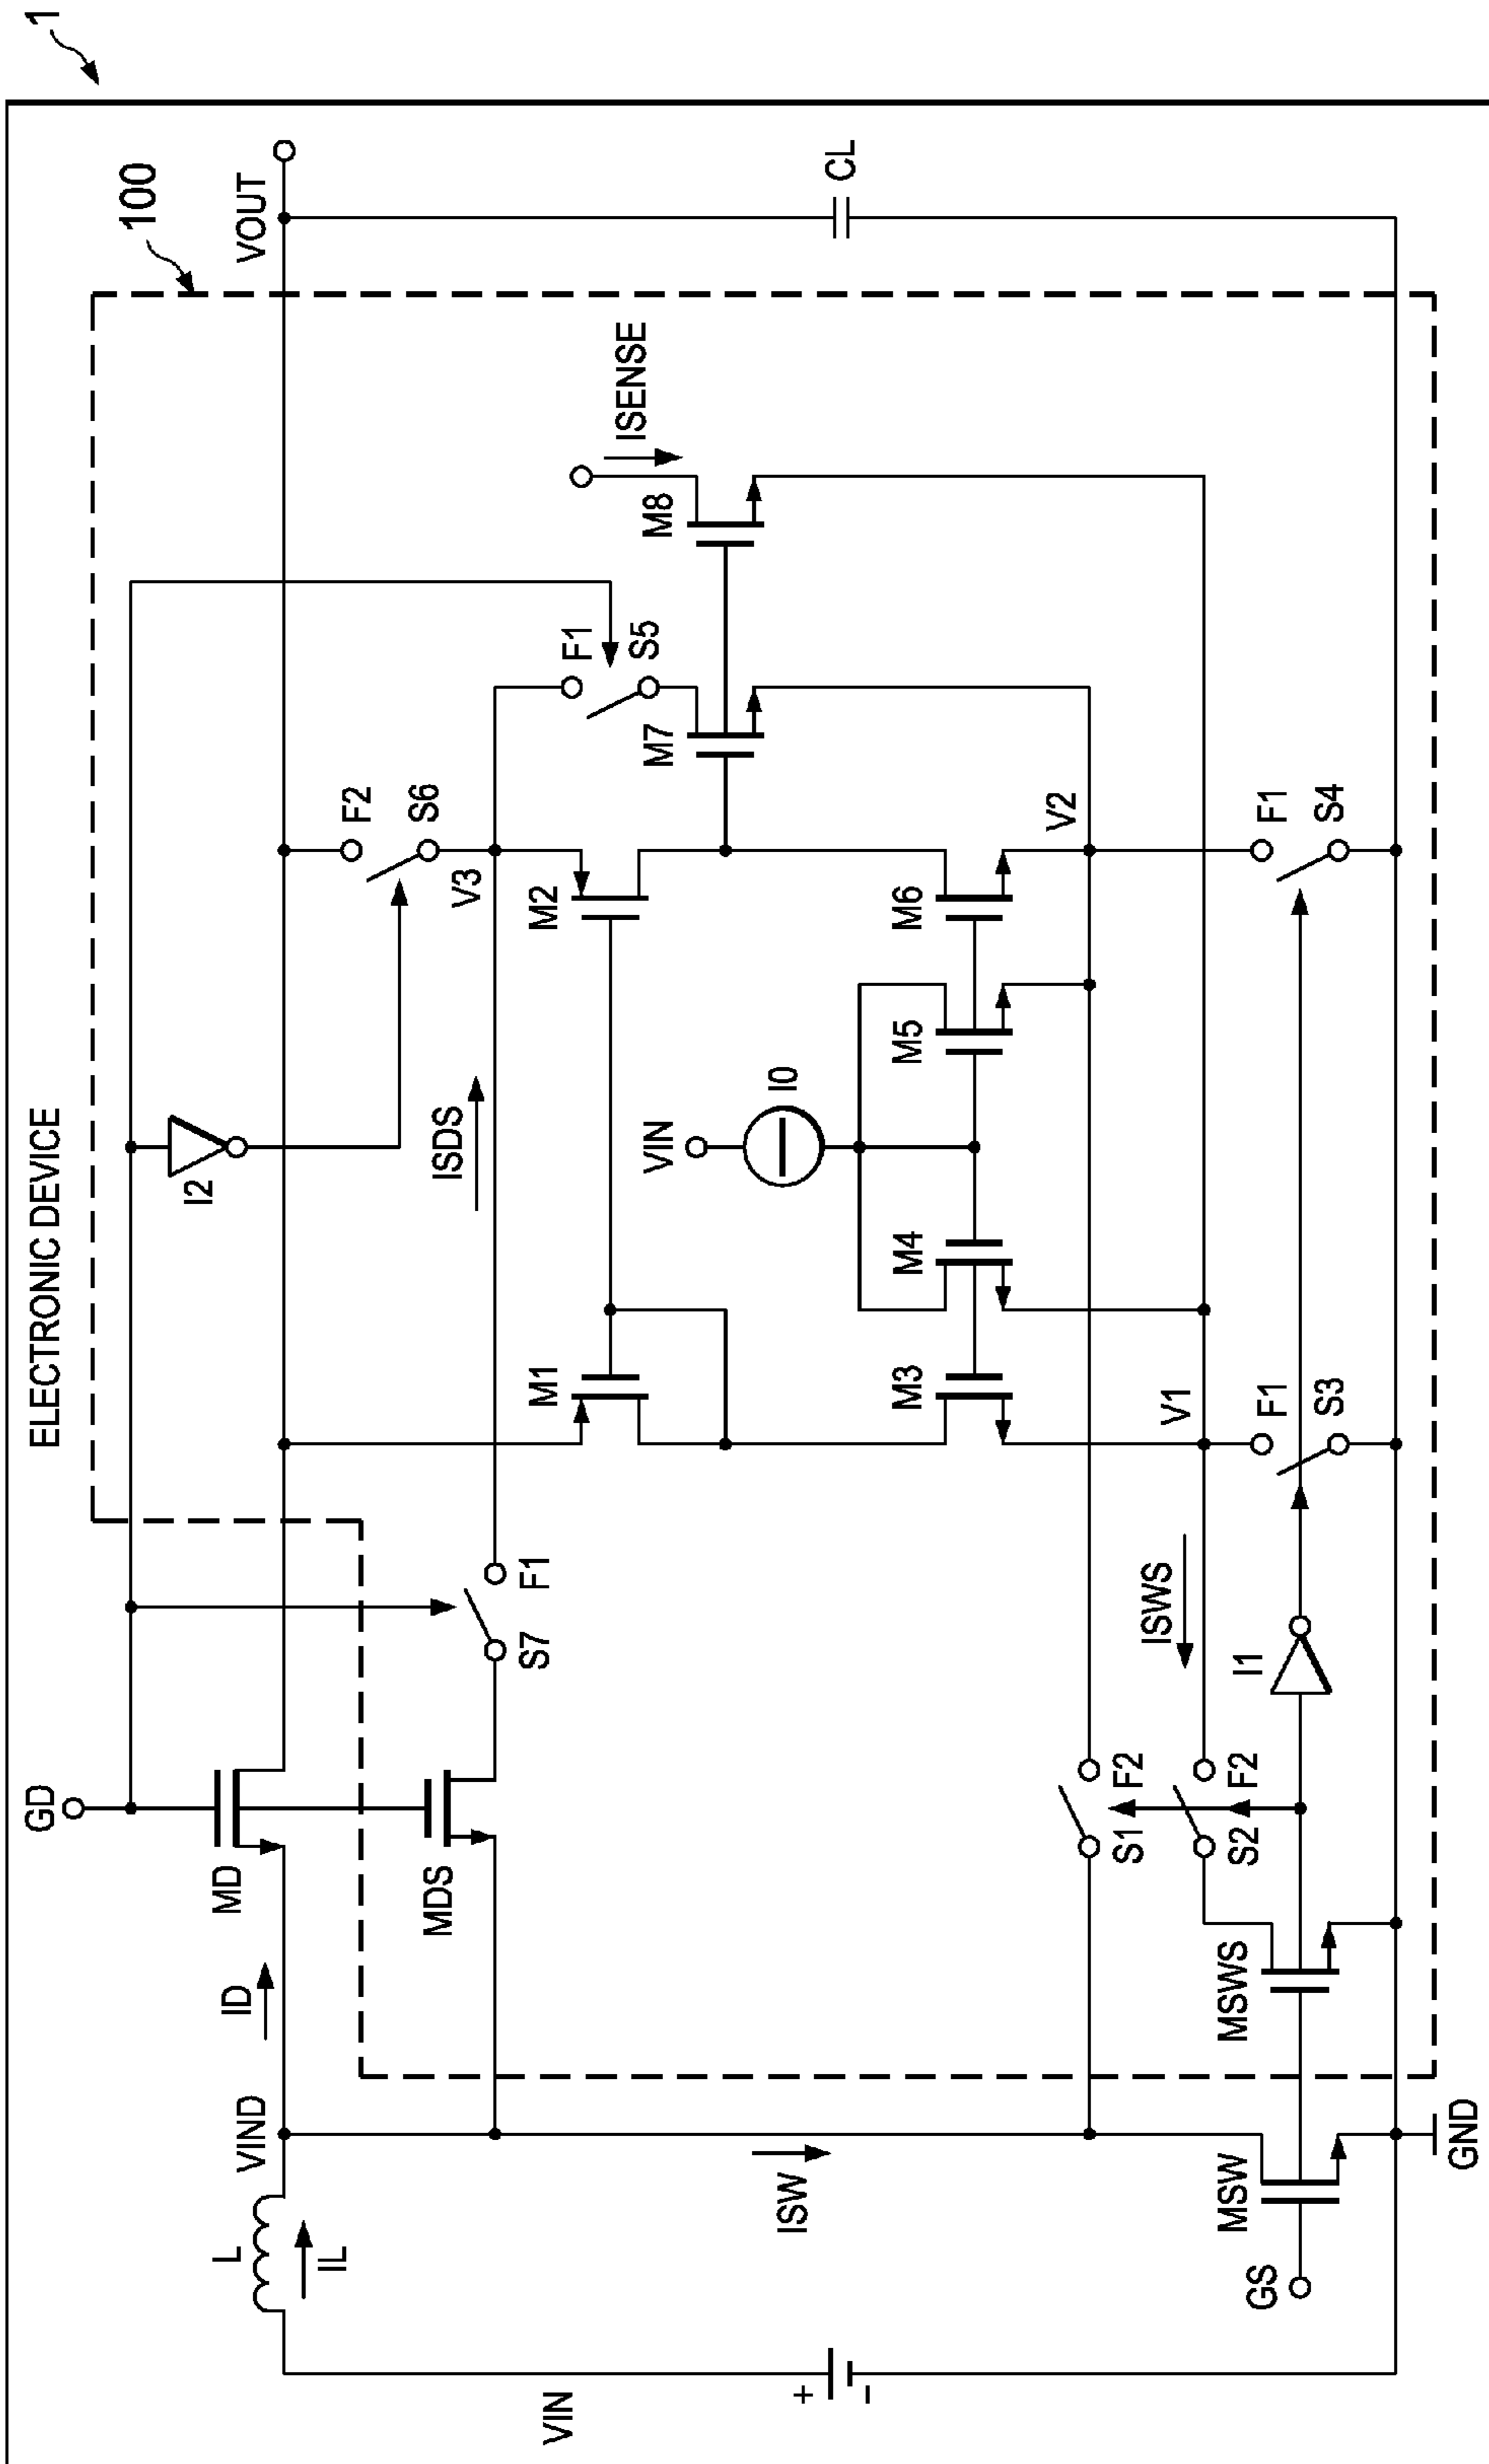 1
ELECTRONIC DEVICE
100
GD
I2
VOUT
VIND
ID
MD
F2
S6
L
IL
MDS
S7
F1
ISDS
V3
F1
S5
ISENSE
M1
M2
M7
M8
VIN
VIN
I0
CL
+
-
ISW
M3
M4
M5
M6
V1
V2
S1
F2
ISWS
S2
F2
MSW
MSWS
I1
F1
S3
F1
S4
GS
GND